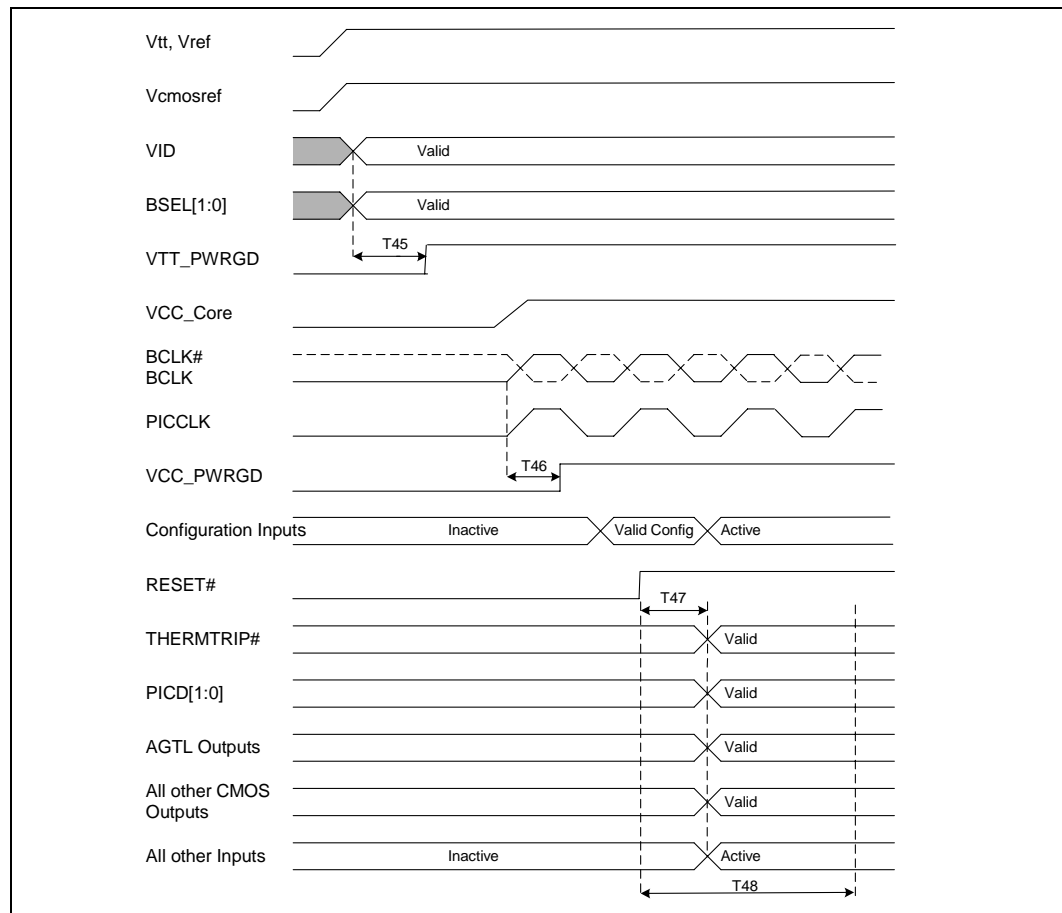 Vtt, Vref
Vcmosref
VID
Valid
BSEL[1:0]
Valid
T45
VTT_PWRGD
VCC_Core
BCLK#
BCLK
PICCLK
T46
VCC_PWRGD
Configuration Inputs
Inactive
Valid Config
Active
RESET#
T47
THERMTRIP#
Valid
PICD[1:0]
Valid
AGTL Outputs
Valid
All other CMOS
Outputs
Valid
All other Inputs
Inactive
Active
T48